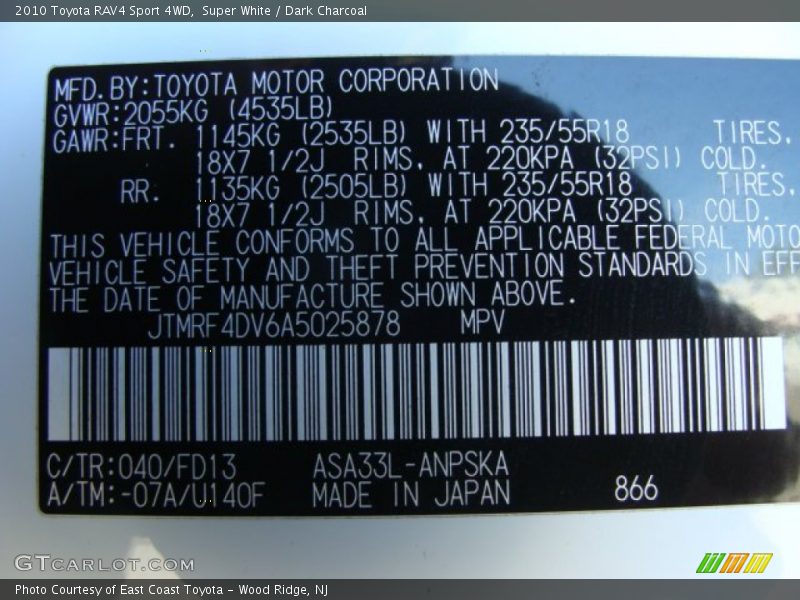 2010 Toyota RAV4 Sport 4WD, Super White / Dark Charcoal
MFD.BY:TOYOTA MOTOR CORPORATION
GVWR:2055KG (4535LB)
GAWR:FRT. 1145KG (2535LB) WITH 235/55R18 TIRES,
18X7 1/2J RIMS, AT 220KPA (32PSI) COLD.
RR. 1135KG (2505LB) WITH 235/55R18 TIRES,
18X7 1/2J RIMS, AT 220KPA (32PSI) COLD.
THIS VEHICLE CONFORMS TO ALL APPLICABLE FEDERAL MOTO
VEHICLE SAFETY AND THEFT PREVENTION STANDARDS IN EFF
THE DATE OF MANUFACTURE SHOWN ABOVE.
JTMRF4DV6A5025878 MPV
C/TR:040/FD13 ASA33L-ANPSKA
A/TM:-07A/U140F MADE IN JAPAN 866
GTCARLOT.COM
Photo Courtesy of East Coast Toyota - Wood Ridge, NJ